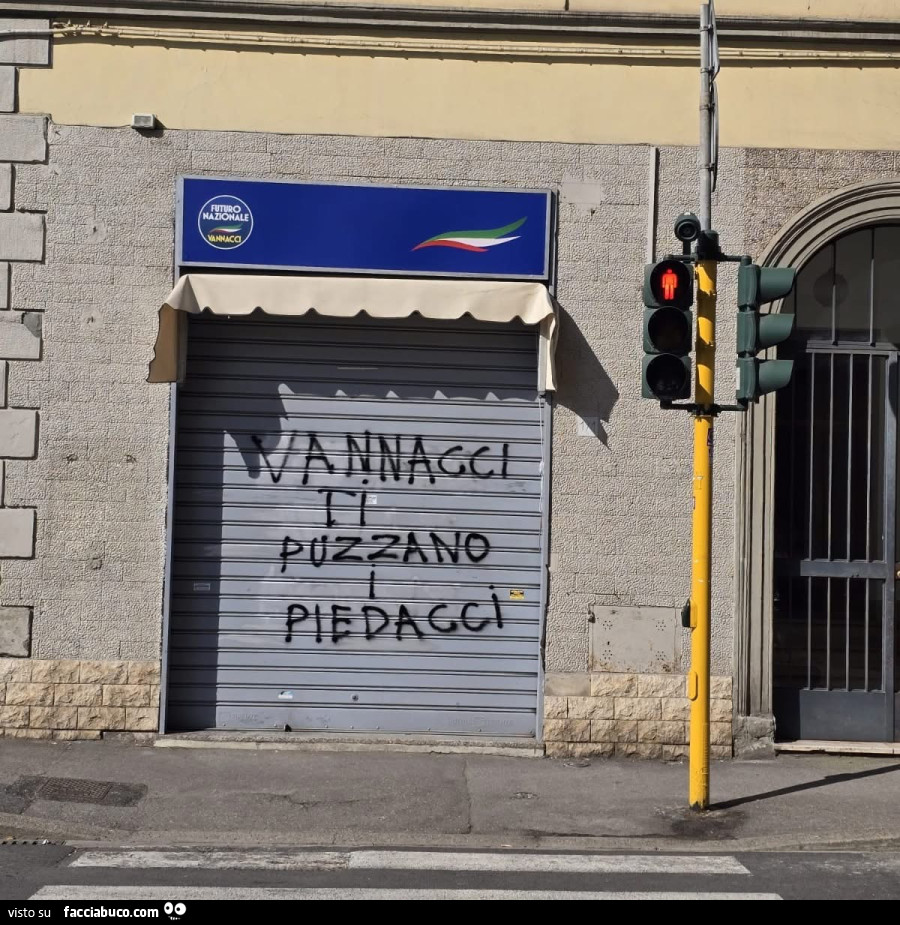 FUTURO
NAZIONALE
VANNACCI
VANNACCI
TI
PUZZANO
I
PIEDACCI
visto su facciabuco.com